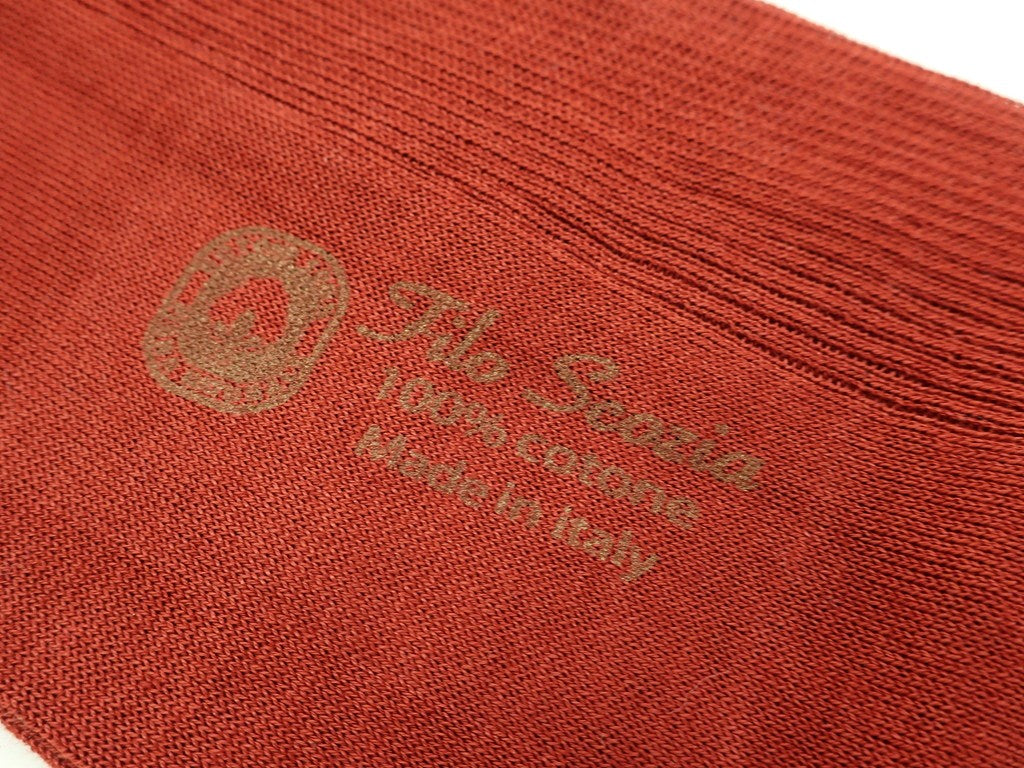 Filo Scozia
100% cotone
Made in Italy